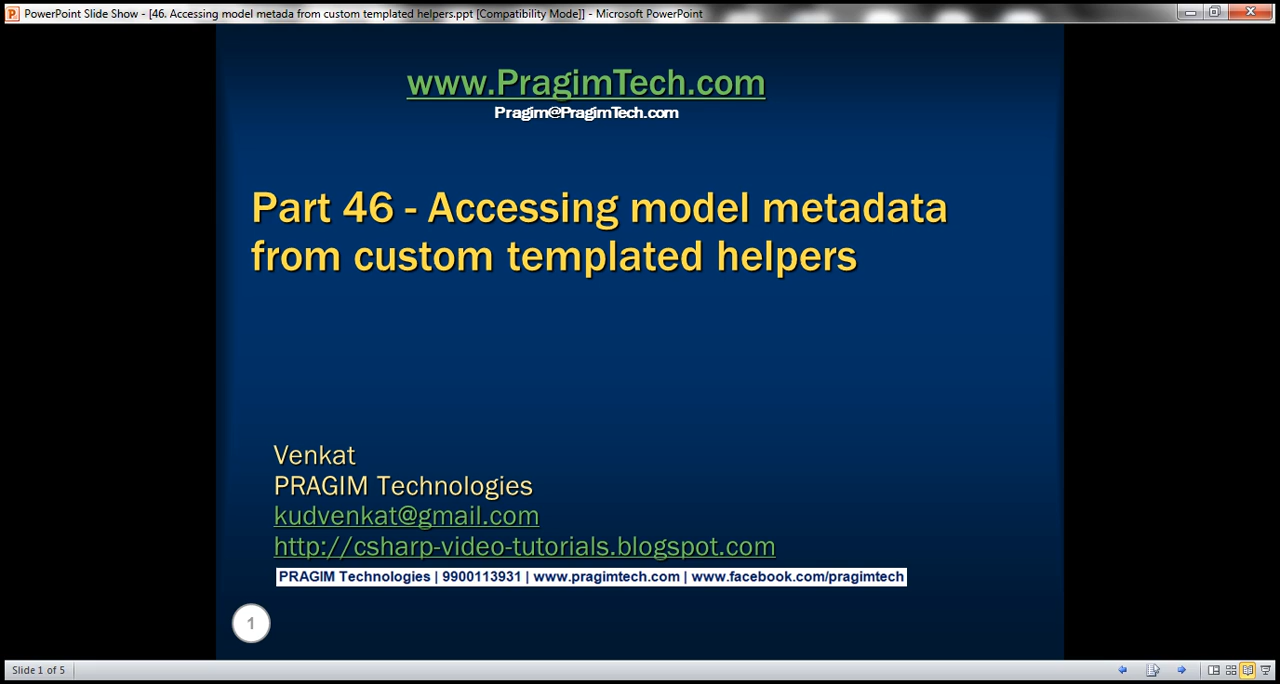 PowerPoint Slide Show - [46. Accessing model metada from custom templated helpers.ppt [Compatibility Mode]] - Microsoft PowerPoint
www.PragimTech.com
Pragim@PragimTech.com
Part 46 - Accessing model metadata
from custom templated helpers
Venkat
PRAGIM Technologies
kudvenkat@gmail.com
http://csharp-video-tutorials.blogspot.com
PRAGIM Technologies | 9900113931 | www.pragimtech.com | www.facebook.com/pragimtech
1
Slide 1 of 5